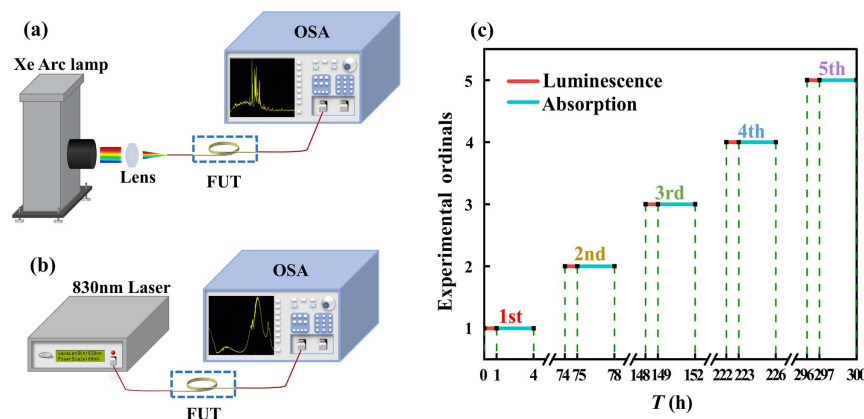 (a)
OSA
Xe Arc lamp
Lens
FUT
(b)
OSA
830nm Laser
FUT
(c)
Experimental ordinals
5
4
3
2
1
Luminescence
Absorption
1st
2nd
3rd
4th
5th
0 1 4 74 75 78 148 149 152 222 223 226 296 297 300
T (h)